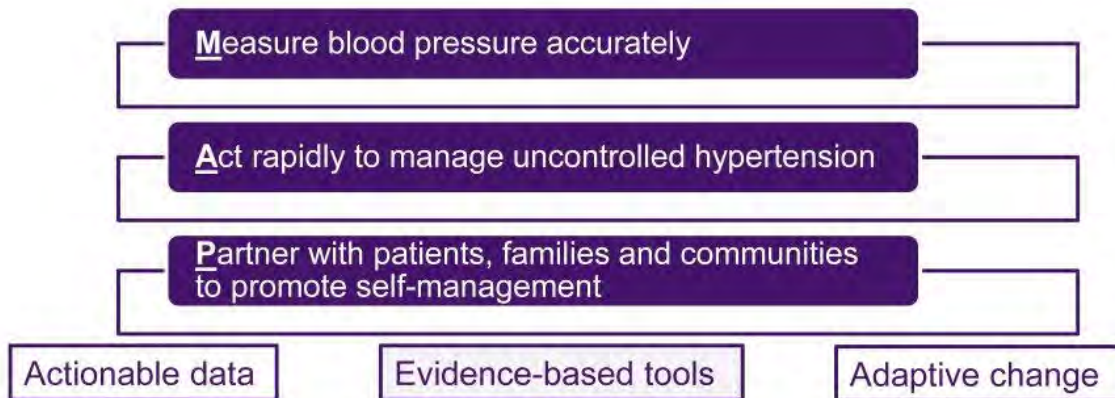 Measure blood pressure accurately
Act rapidly to manage uncontrolled hypertension
Partner with patients, families and communities
to promote self-management
Actionable data
Evidence-based tools
Adaptive change